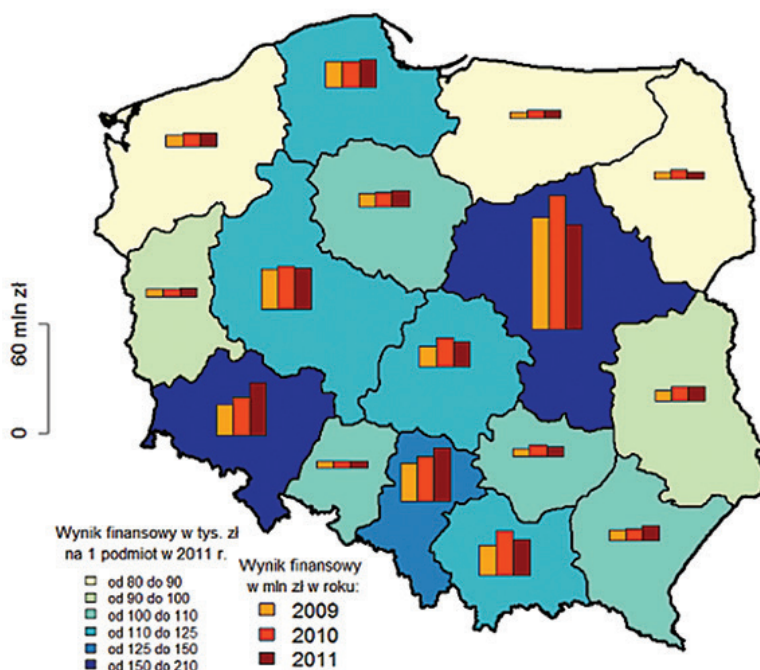 60 mln zł
0
Wynik finansowy w tys. zł
na 1 podmiot w 2011 r.
od 80 do 90
od 90 do 100
od 100 do 110
od 110 do 125
od 125 do 150
od 150 do 210
Wynik finansowy
w mln zł w roku:
2009
2010
2011